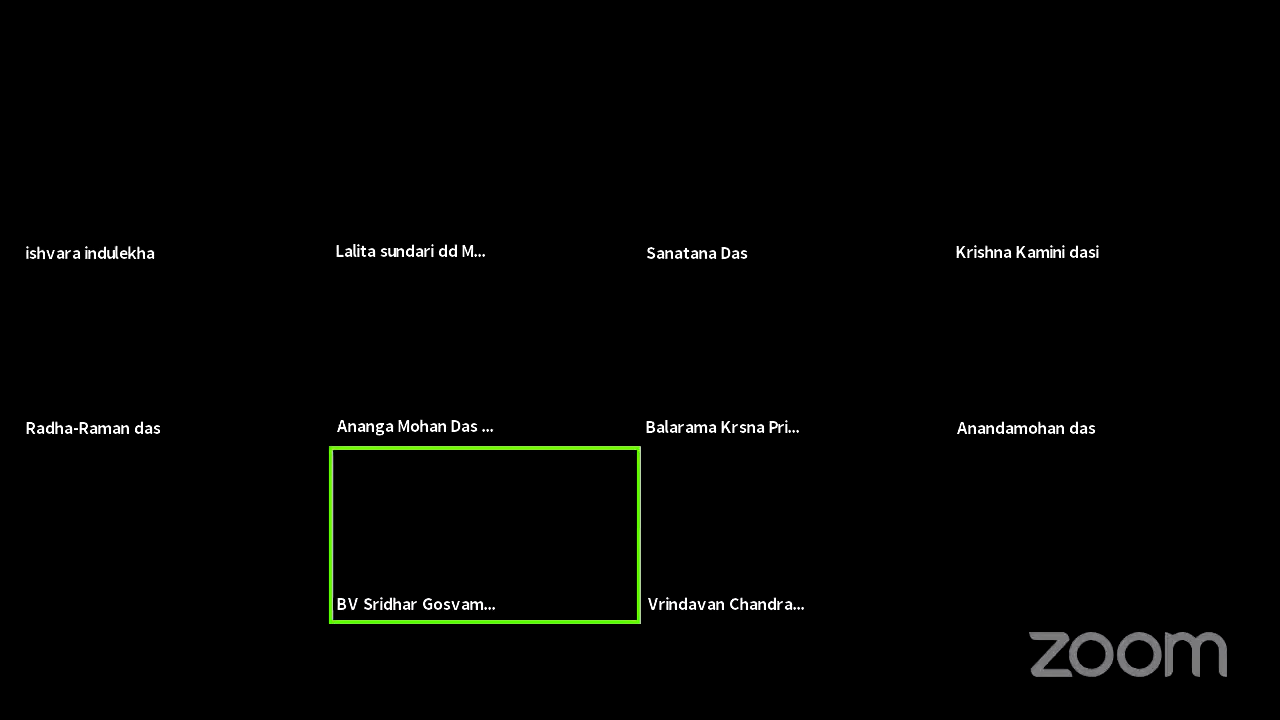 ishvara indulekha
Lalita sundari dd M...
Sanatana Das
Krishna Kamini dasi
Radha-Raman das
Ananga Mohan Das ...
Balarama Krsna Pri...
Anandamohan das
BV Sridhar Gosvam...
Vrindavan Chandra...
zoom